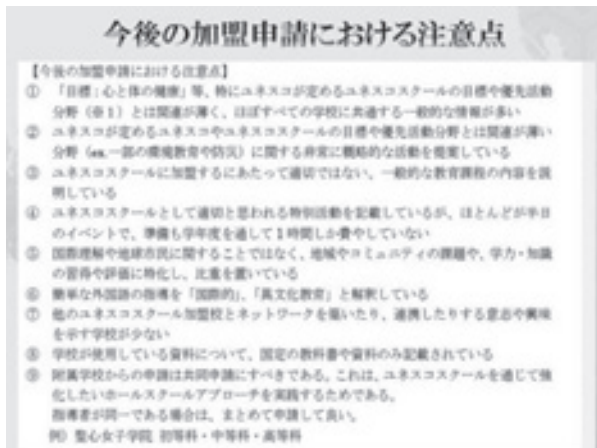 今後の加盟申請における注意点
【今後の加盟申請における注意点】
① 「目標：心と体の健康」等、特にユネスコが定めるユネスコスクールの目標や優先活動
分野（※１）とは関連が薄く、ほぼすべての学校に共通する一般的な情報が多い
② ユネスコが定めるユネスコやユネスコスクールの目標や優先活動分野とは関連が薄い
分野（ex.一部の環境教育や防災）に関する非常に戦略的な活動を提案している
③ ユネスコスクールに加盟するにあたって適切ではない、一般的な教育課程の内容を説
明している
④ ユネスコスクールとして適切と思われる特別活動を記載しているが、ほとんどが半日
のイベントで、準備も学年度を通して１時間しか費やしていない
⑤ 国際理解や地球市民に関することではなく、地域やコミュニティの課題や、学力・知識
の習得や評価に特化し、比重を置いている
⑥ 簡単な外国語の指導を「国際的」、「異文化教育」と解釈している
⑦ 他のユネスコスクール加盟校とネットワークを築いたり、連携したりする意志や興味
を示す学校が少ない
⑧ 学校が使用している資料について、国定の教科書や資料のみ記載されている
⑨ 附属学校からの申請は共同申請にすべきである。これは、ユネスコスクールを通じて強
化したいホールスクールアプローチを実践するためである。
指導者が同一である場合は、まとめて申請して良い。
例）聖心女子学院 初等科・中等科・高等科